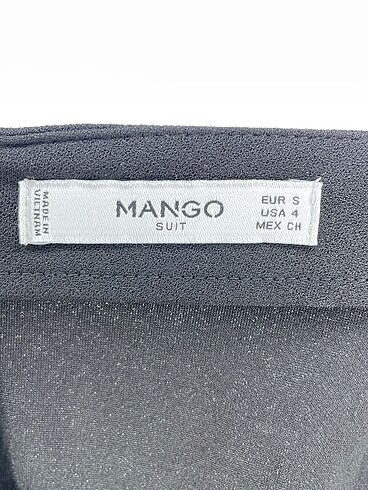 MADE IN
VIETNAM
MANGO
SUIT
EUR S
USA 4
MEX CH